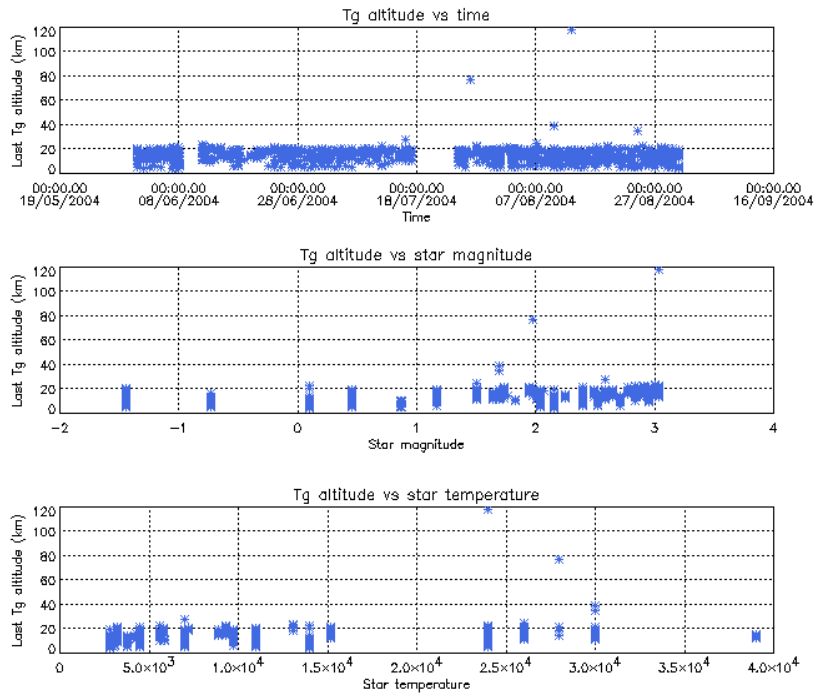 Tg altitude vs time
Last Tg altitude (km)
120
100
80
60
40
20
0
00:00.00 00:00.00 00:00.00 00:00.00 00:00.00 00:00.00 00:00.00
19/05/2004 08/06/2004 28/06/2004 18/07/2004 07/08/2004 27/08/2004 16/09/2004
Time
Tg altitude vs star magnitude
Last Tg altitude (km)
120
100
80
60
40
20
0
-2 -1 0 1 2 3 4
Star magnitude
Tg altitude vs star temperature
Last Tg altitude (km)
120
100
80
60
40
20
0
0 5.0×10³ 1.0×10⁴ 1.5×10⁴ 2.0×10⁴ 2.5×10⁴ 3.0×10⁴ 3.5×10⁴ 4.0×10⁴
Star temperature